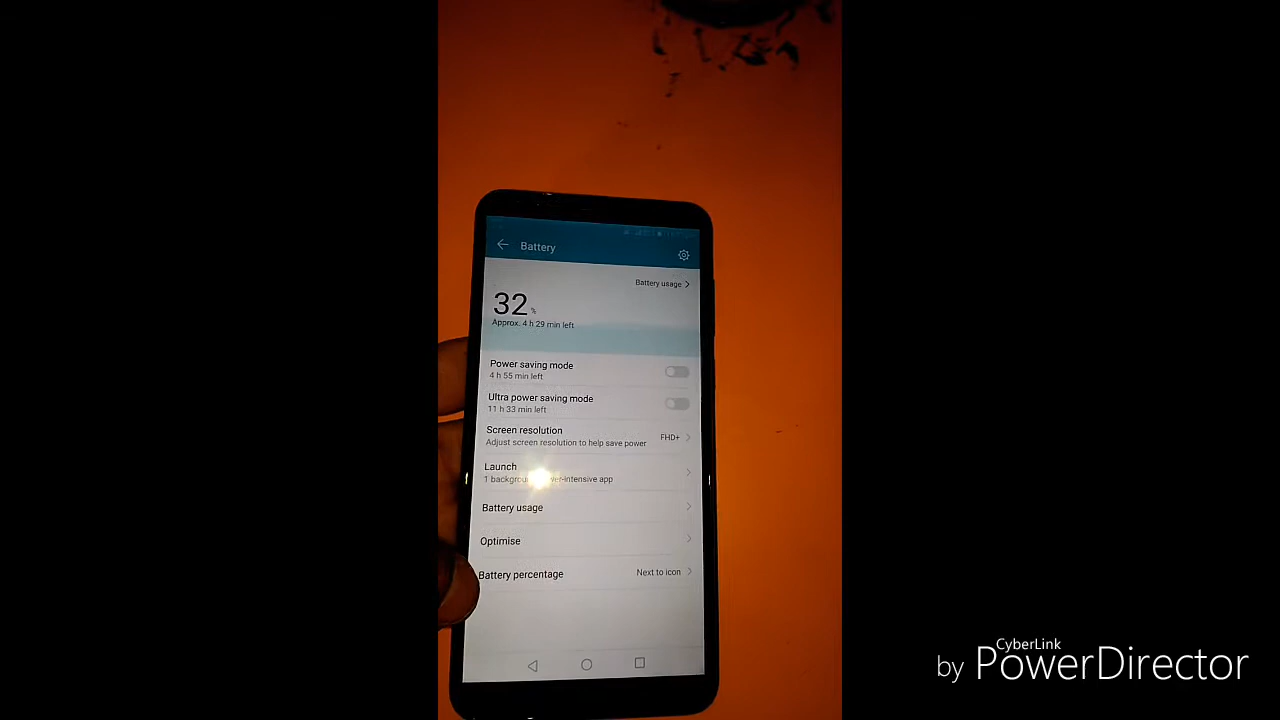 Battery
Battery usage
32 %
Approx. 4 h 29 min left
Power saving mode
4 h 55 min left
Ultra power saving mode
11 h 33 min left
Screen resolution
Adjust screen resolution to help save power
FHD+
Launch
1 background power-intensive app
Battery usage
Optimise
Battery percentage
Next to icon
CyberLink
by PowerDirector